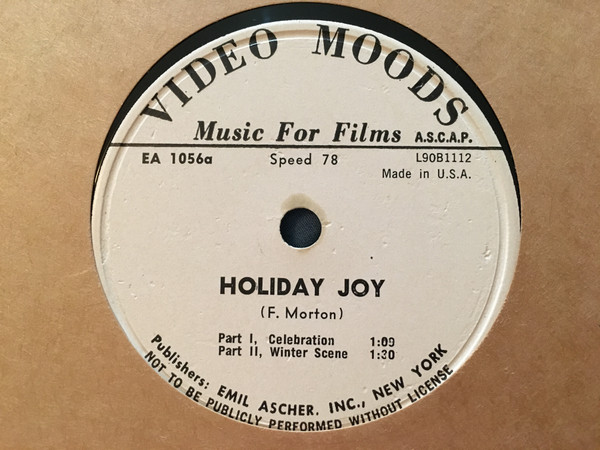 VIDEO MOODS
Music For Films A.S.C.A.P.
EA 1056a Speed 78 L90B1112
Made in U.S.A.
HOLIDAY JOY
(F. Morton)
Part I, Celebration 1:09
Part II, Winter Scene 1:30
Publishers: EMIL ASCHER, INC., NEW YORK
NOT TO BE PUBLICLY PERFORMED WITHOUT LICENSE